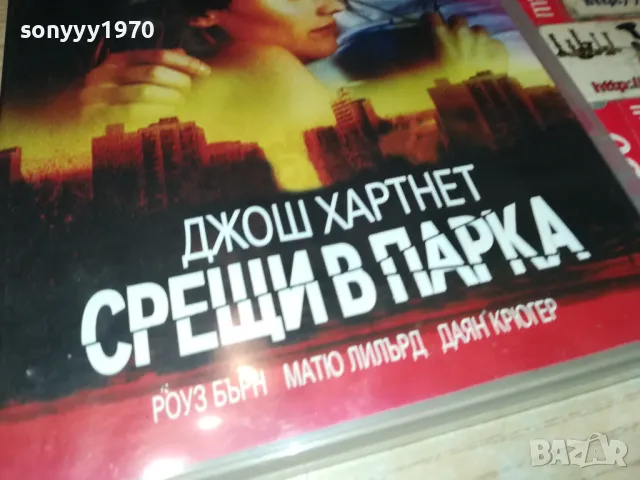 sonyyy1970
ДЖОШ ХАРТНЕТ
СРЕЩИ В ПАРКА
РОУЗ БЪРН МАТЮ ЛИЛЪРД ДАЯН КРЮГЕР
BAZAR